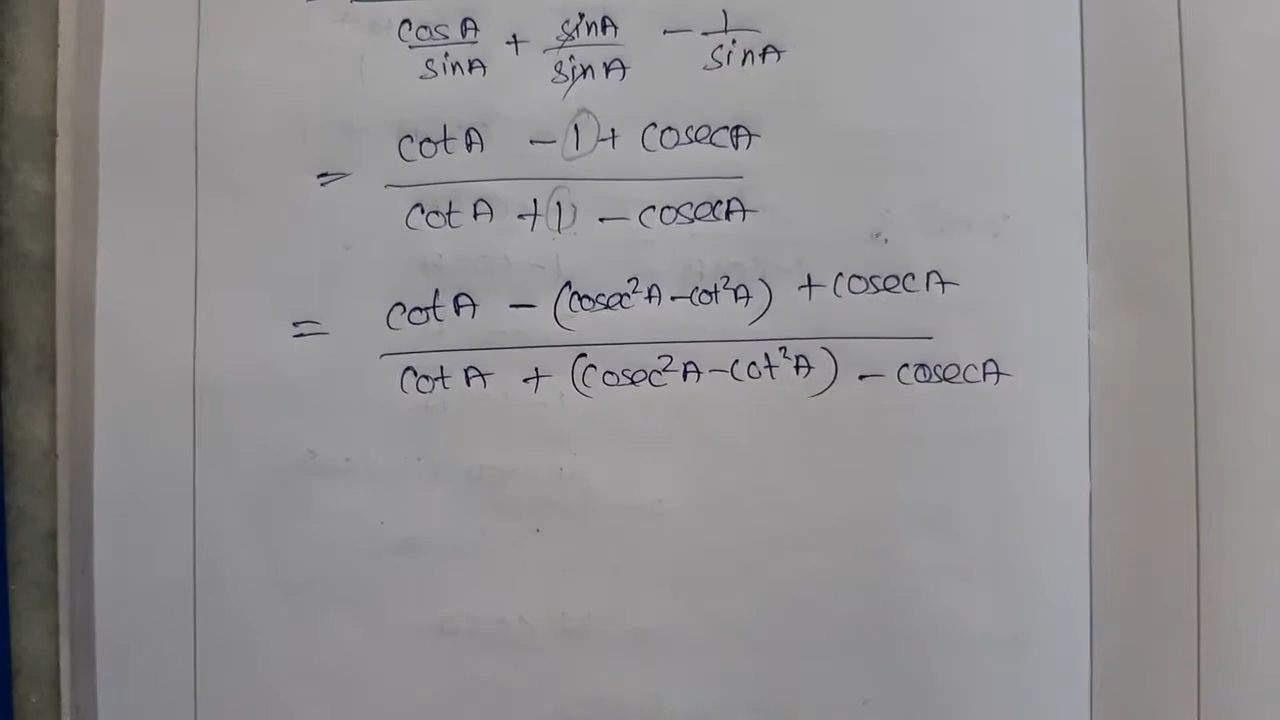 cosA/sinA + sinA/sinA - 1/sinA
= cotA - 1 + cosecA
cotA + 1 - cosecA
= cotA - (cosec²A - cot²A) + cosecA
cotA + (cosec²A - cot²A) - cosecA